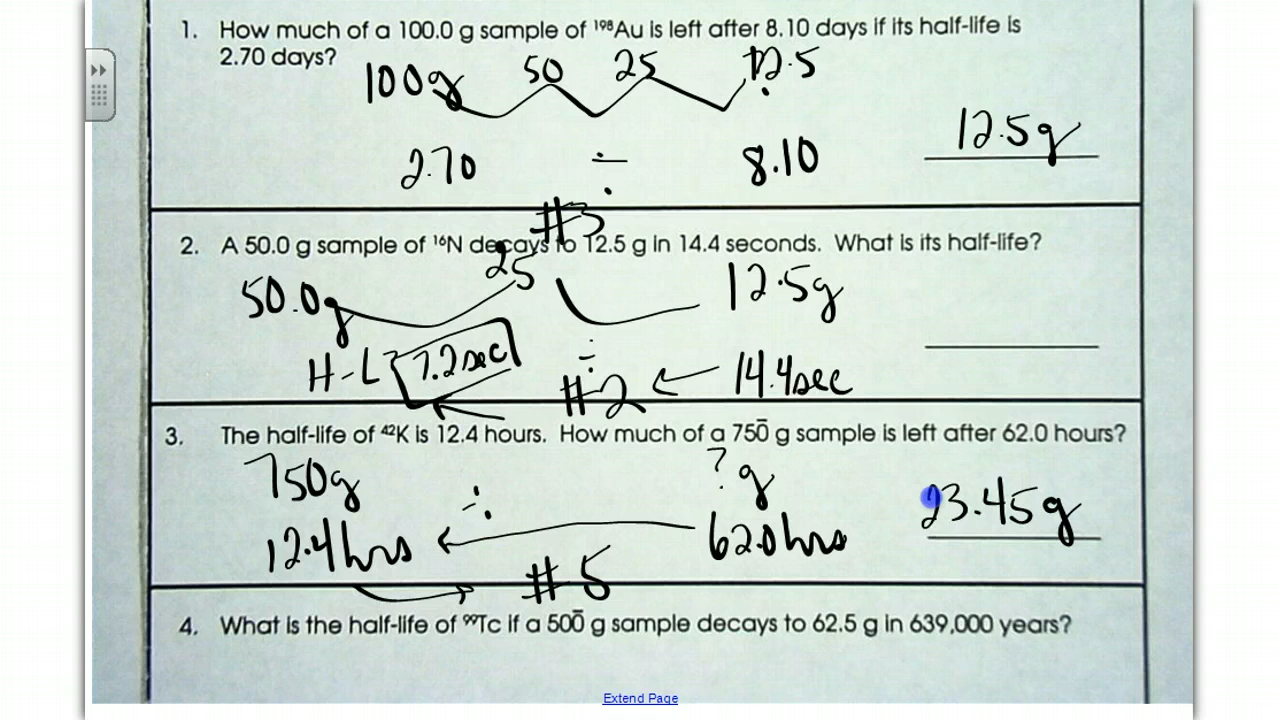 1. How much of a 100.0 g sample of ¹⁹⁸Au is left after 8.10 days if its half-life is
2.70 days?
100g 50 25 12.5
12.5g
2.70 ÷ 8.10
#3
2. A 50.0 g sample of ¹⁶N decays to 12.5 g in 14.4 seconds. What is its half-life?
50.0g 25 12.5g
H-L 7.2sec ÷ #2 ← 14.4sec
3. The half-life of ⁴²K is 12.4 hours. How much of a 750̄ g sample is left after 62.0 hours?
750g ? g
÷ 23.45g
12.4hrs 62.0hrs
#5
4. What is the half-life of ⁹⁹Tc if a 500̄ g sample decays to 62.5 g in 639,000 years?
Extend Page